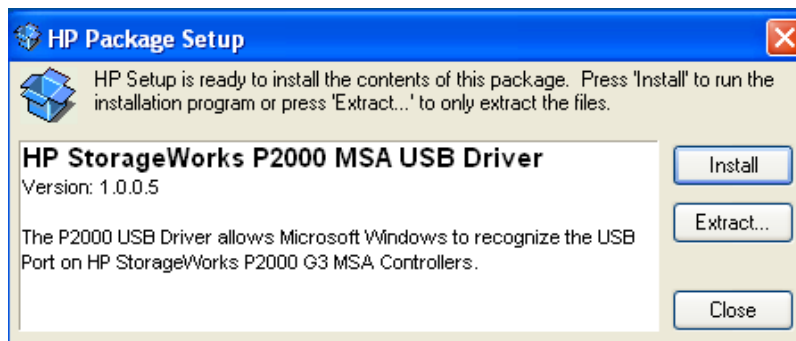 HP Package Setup
HP Setup is ready to install the contents of this package. Press 'Install' to run the
installation program or press 'Extract...' to only extract the files.
HP StorageWorks P2000 MSA USB Driver
Version: 1.0.0.5
The P2000 USB Driver allows Microsoft Windows to recognize the USB
Port on HP StorageWorks P2000 G3 MSA Controllers.
Install
Extract...
Close